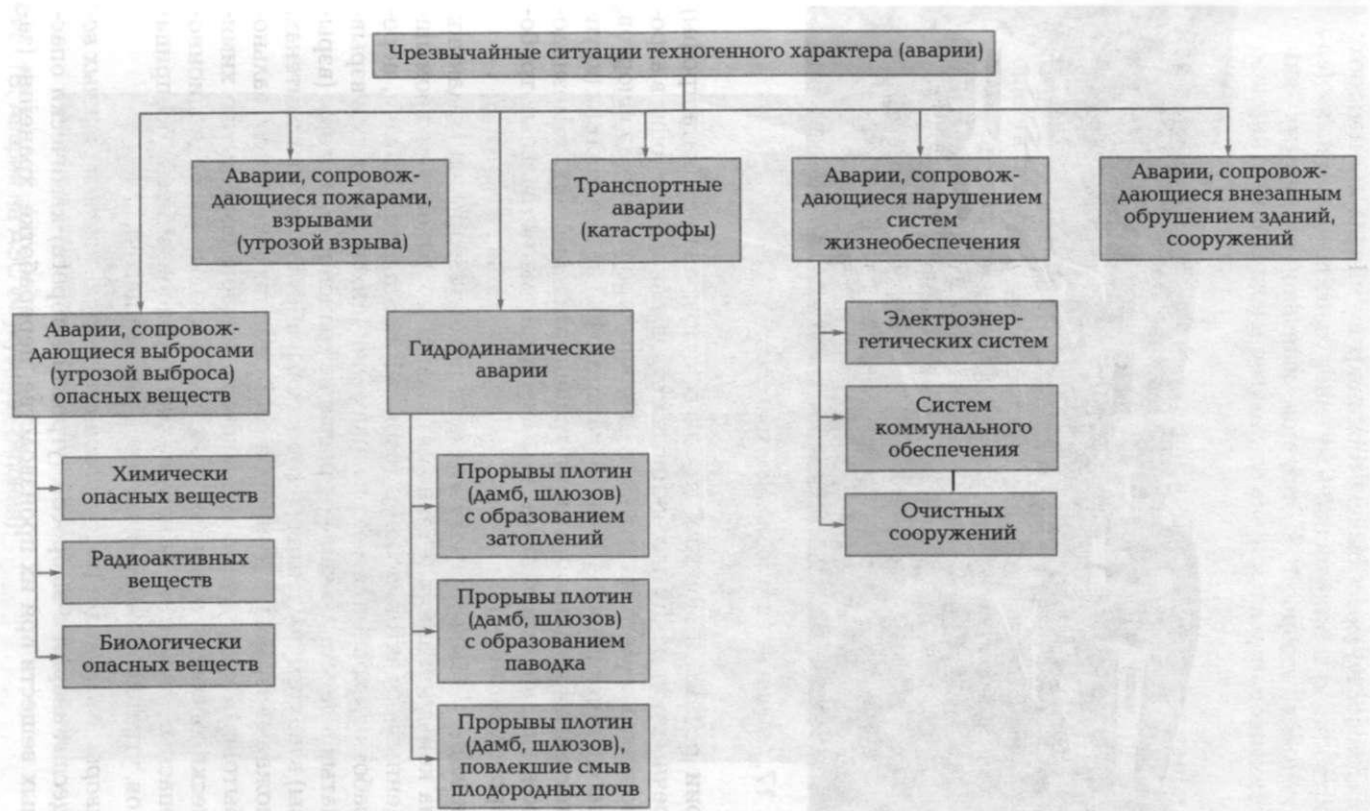 Чрезвычайные ситуации техногенного характера (аварии)
Аварии, сопровож-
дающиеся пожарами,
взрывами
(угрозой взрыва)
Транспортные
аварии
(катастрофы)
Аварии, сопровож-
дающиеся нарушением
систем
жизнеобеспечения
Аварии, сопровож-
дающиеся внезапным
обрушением зданий,
сооружений
Аварии, сопровож-
дающиеся выбросами
(угрозой выброса)
опасных веществ
Химически
опасных веществ
Радиоактивных
веществ
Биологически
опасных веществ
Гидродинамические
аварии
Прорывы плотин
(дамб, шлюзов)
с образованием
затоплений
Прорывы плотин
(дамб, шлюзов)
с образованием
паводка
Прорывы плотин
(дамб, шлюзов),
повлекшие смыв
плодородных почв
Электроэнер-
гетических систем
Систем
коммунального
обеспечения
Очистных
сооружений